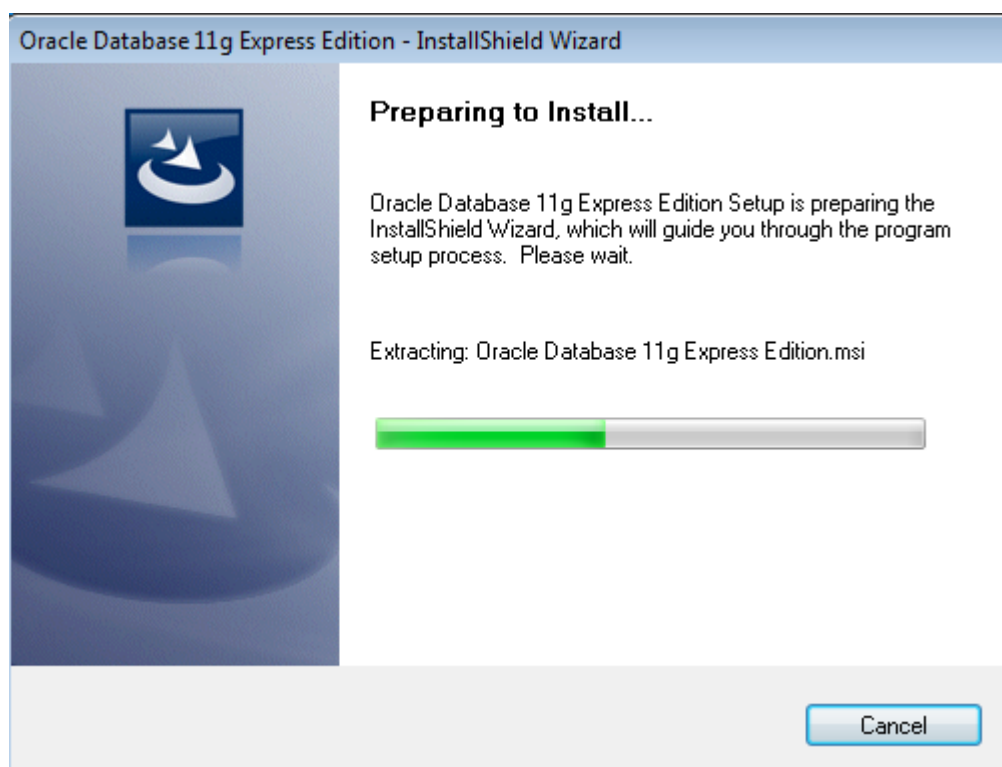 Oracle Database 11g Express Edition - InstallShield Wizard
Preparing to Install...
Oracle Database 11g Express Edition Setup is preparing the
InstallShield Wizard, which will guide you through the program
setup process.  Please wait.
Extracting: Oracle Database 11g Express Edition.msi
Cancel